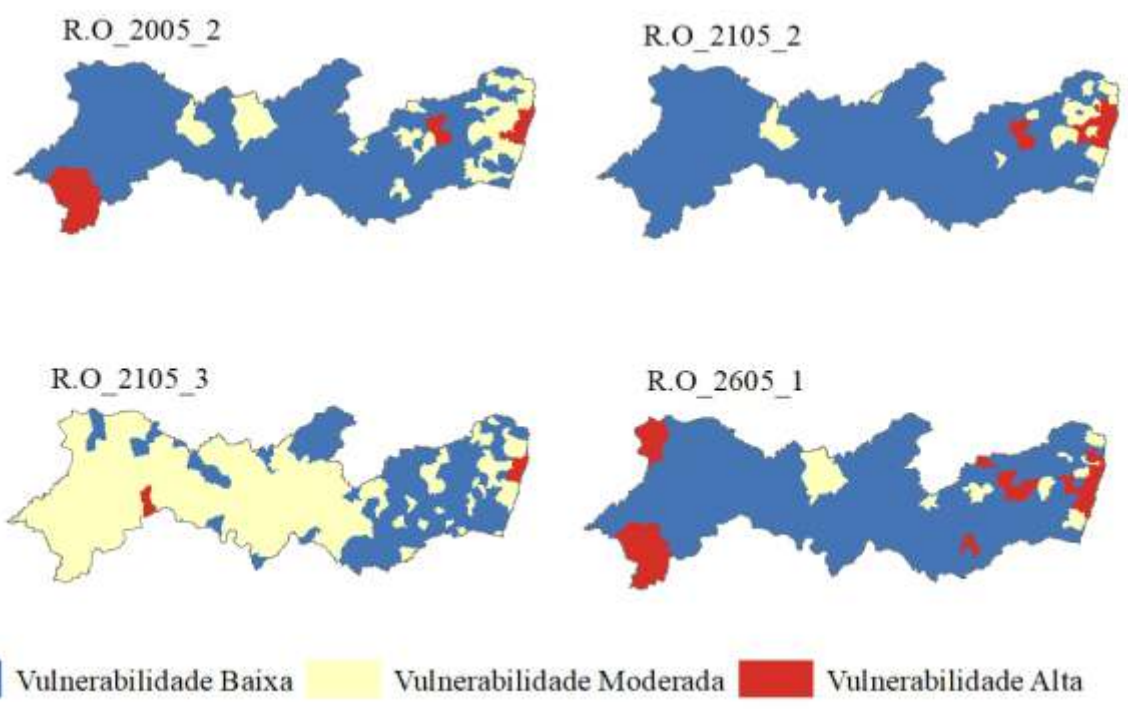 R.O_2005_2
R.O_2105_2
R.O_2105_3
R.O_2605_1
Vulnerabilidade Baixa Vulnerabilidade Moderada Vulnerabilidade Alta